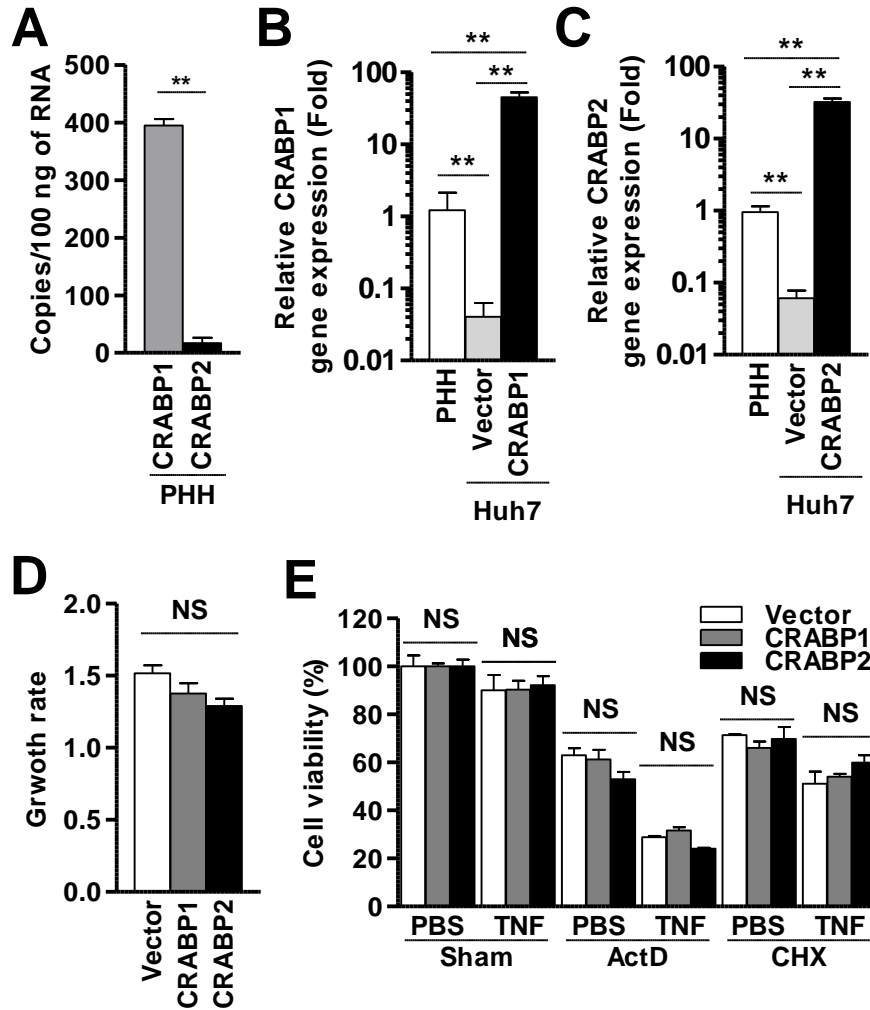 A
Copies/100 ng of RNA
500
400
300
200
100
0
**
CRABP1
CRABP2
PHH
B
Relative CRABP1
gene expression (Fold)
100
10
1
0.1
0.01
**
**
**
PHH
Vector
CRABP1
Huh7
C
Relative CRABP2
gene expression (Fold)
100
10
1
0.1
0.01
**
**
**
PHH
Vector
CRABP2
Huh7
D
Grwoth rate
2.0
1.5
1.0
0.5
0.0
NS
Vector
CRABP1
CRABP2
E
Cell viability (%)
120
100
80
60
40
20
0
NS
NS
NS
NS
NS
NS
Vector
CRABP1
CRABP2
PBS TNF PBS TNF PBS TNF
Sham ActD CHX